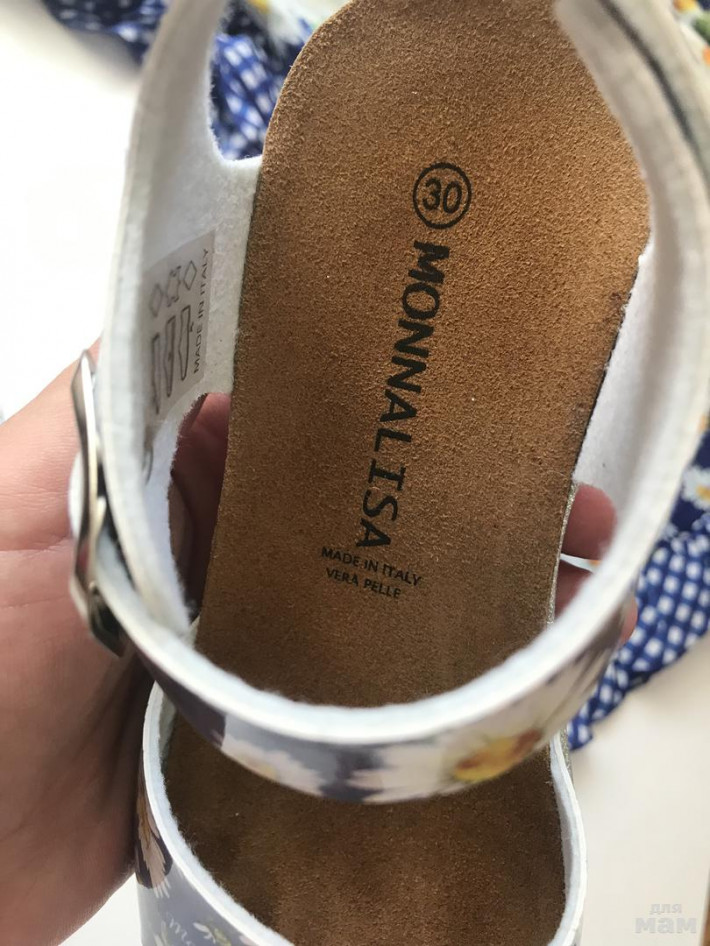 30
MONNALISA
MADE IN ITALY
VERA PELLE
MADE IN ITALY
для
мам